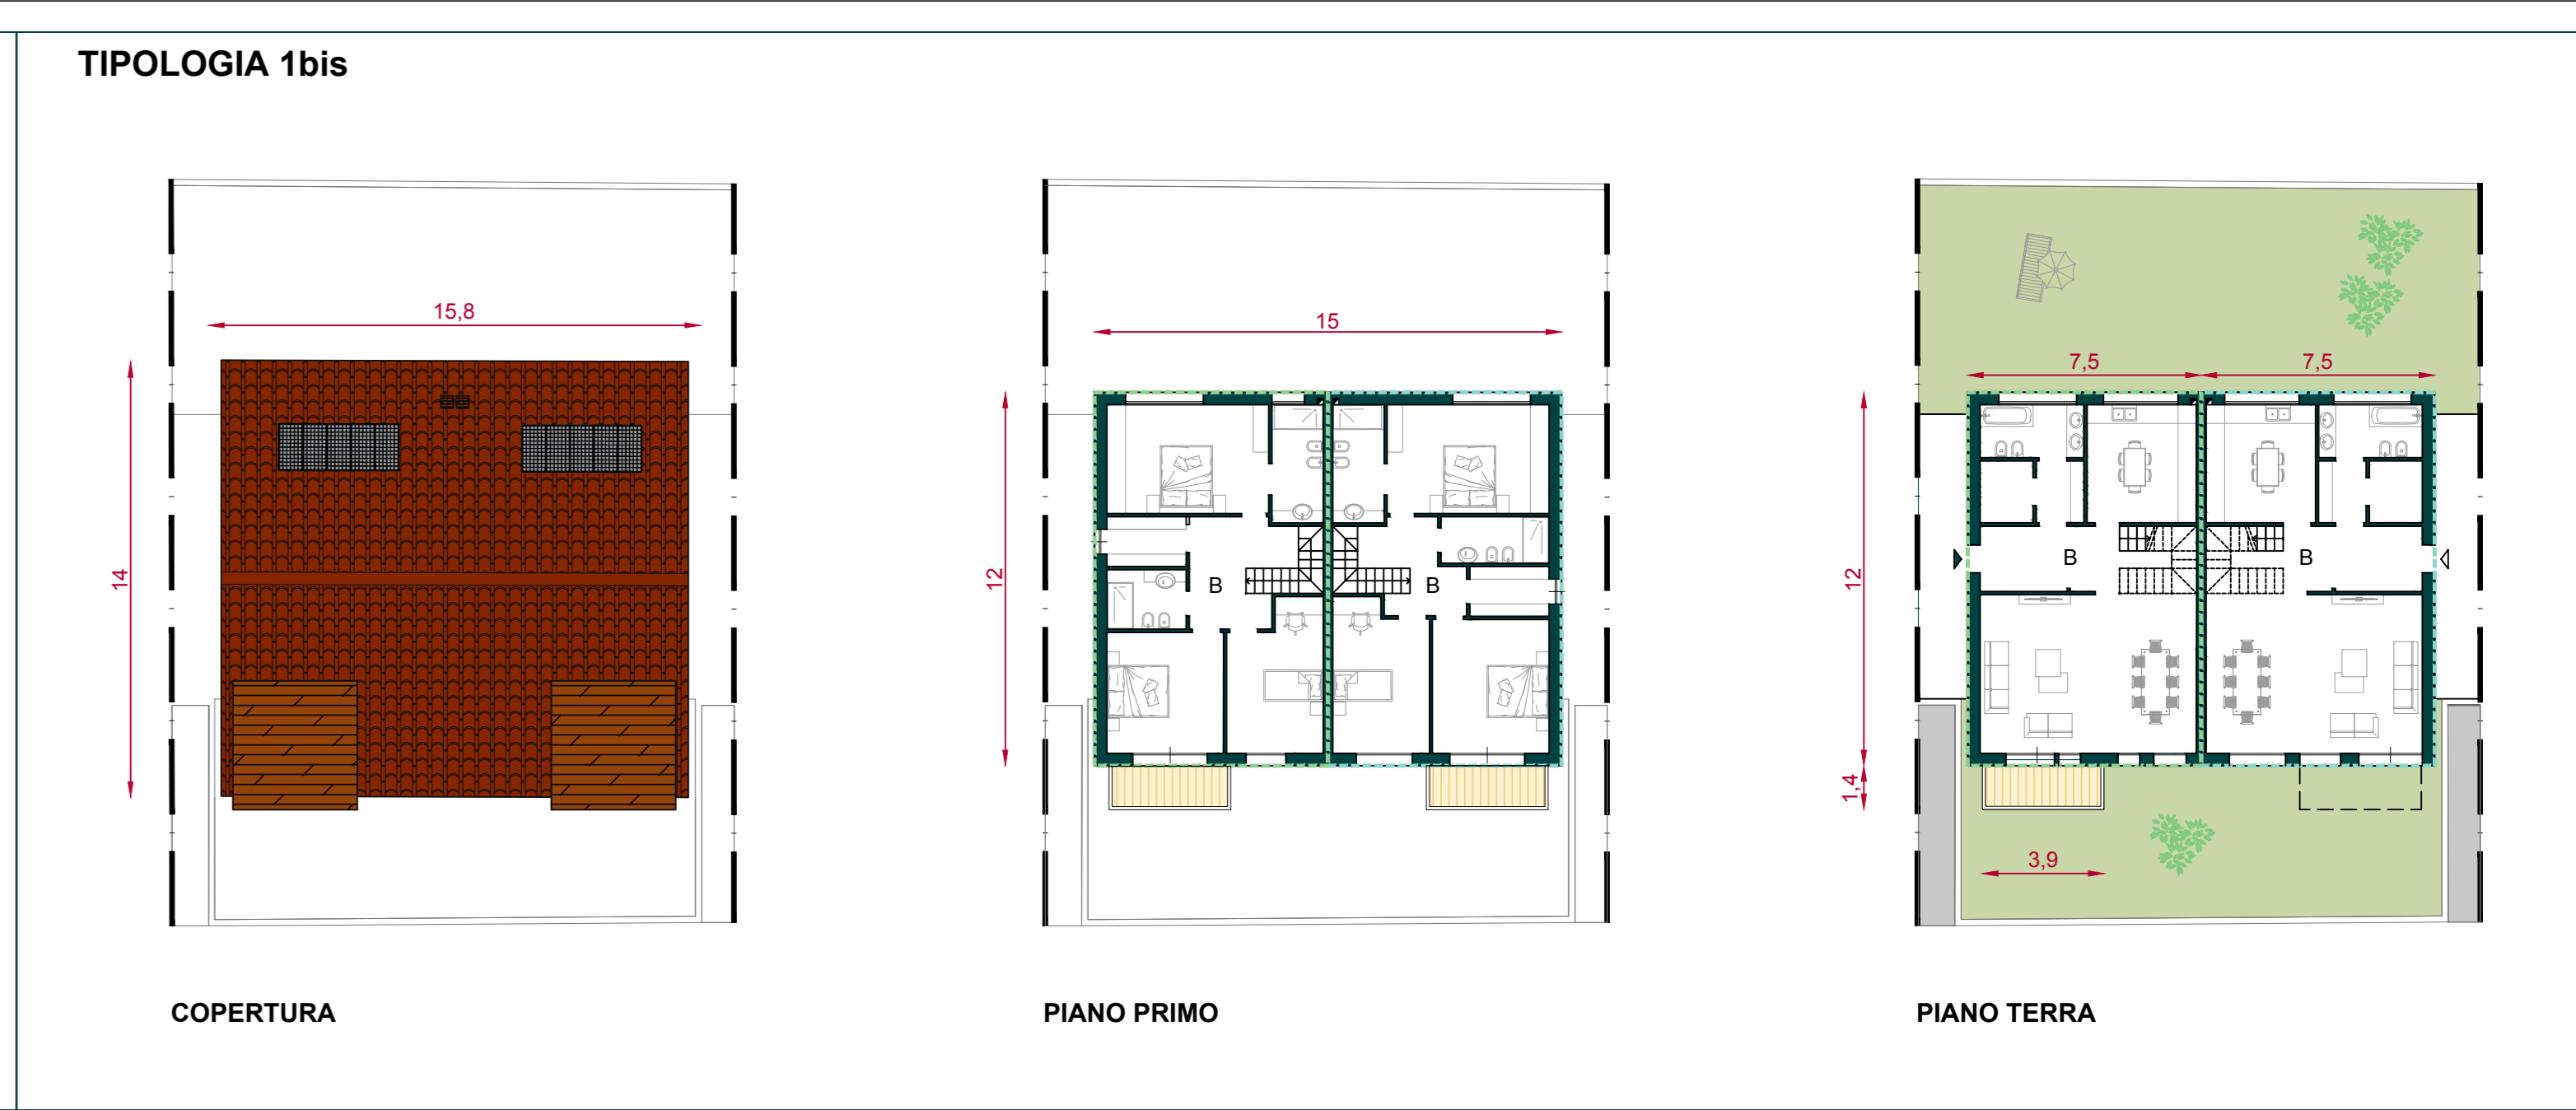 TIPOLOGIA 1bis
15,8
14
15
12
B
B
7,5
7,5
12
1,4
B
B
3,9
COPERTURA
PIANO PRIMO
PIANO TERRA